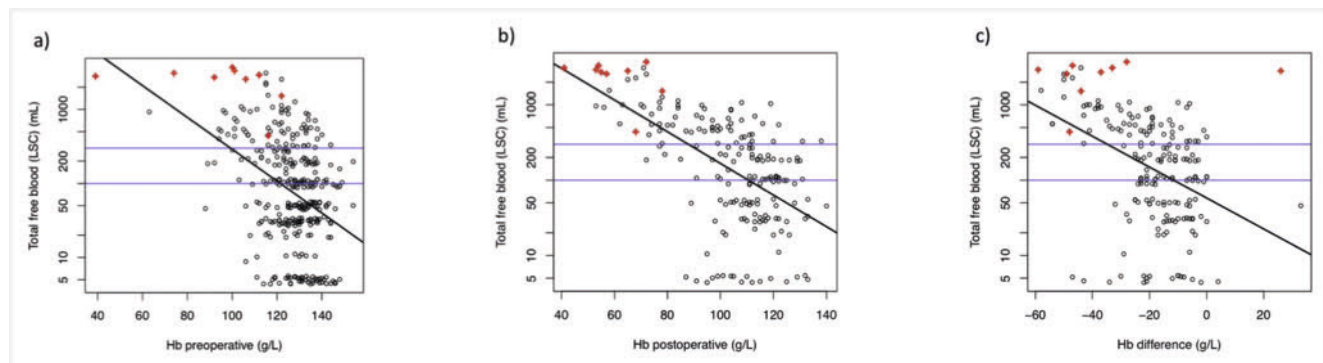 a)
Total free blood (LSC) (mL)
1000
200
50
10
5
40 60 80 100 120 140
Hb preoperative (g/L)
b)
Total free blood (LSC) (mL)
1000
200
50
10
5
40 60 80 100 120 140
Hb postoperative (g/L)
c)
Total free blood (LSC) (mL)
1000
200
50
10
5
−60 −40 −20 0 20
Hb difference (g/L)